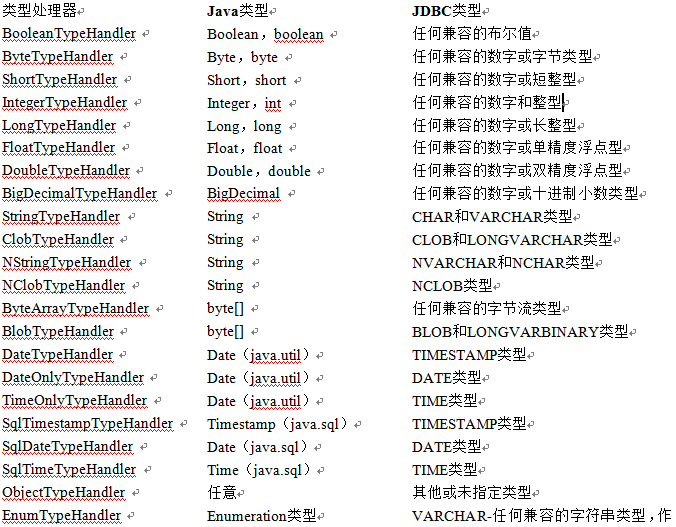 类型处理器 Java类型 JDBC类型
BooleanTypeHandler Boolean，boolean 任何兼容的布尔值
ByteTypeHandler Byte，byte 任何兼容的数字或字节类型
ShortTypeHandler Short，short 任何兼容的数字或短整型
IntegerTypeHandler Integer，int 任何兼容的数字和整型
LongTypeHandler Long，long 任何兼容的数字或长整型
FloatTypeHandler Float，float 任何兼容的数字或单精度浮点型
DoubleTypeHandler Double，double 任何兼容的数字或双精度浮点型
BigDecimalTypeHandler BigDecimal 任何兼容的数字或十进制小数类型
StringTypeHandler String CHAR和VARCHAR类型
ClobTypeHandler String CLOB和LONGVARCHAR类型
NStringTypeHandler String NVARCHAR和NCHAR类型
NClobTypeHandler String NCLOB类型
ByteArrayTypeHandler byte[] 任何兼容的字节流类型
BlobTypeHandler byte[] BLOB和LONGVARBINARY类型
DateTypeHandler Date（java.util） TIMESTAMP类型
DateOnlyTypeHandler Date（java.util） DATE类型
TimeOnlyTypeHandler Date（java.util） TIME类型
SqlTimestampTypeHandler Timestamp（java.sql） TIMESTAMP类型
SqlDateTypeHandler Date（java.sql） DATE类型
SqlTimeTypeHandler Time（java.sql） TIME类型
ObjectTypeHandler 任意 其他或未指定类型
EnumTypeHandler Enumeration类型 VARCHAR-任何兼容的字符串类型，作